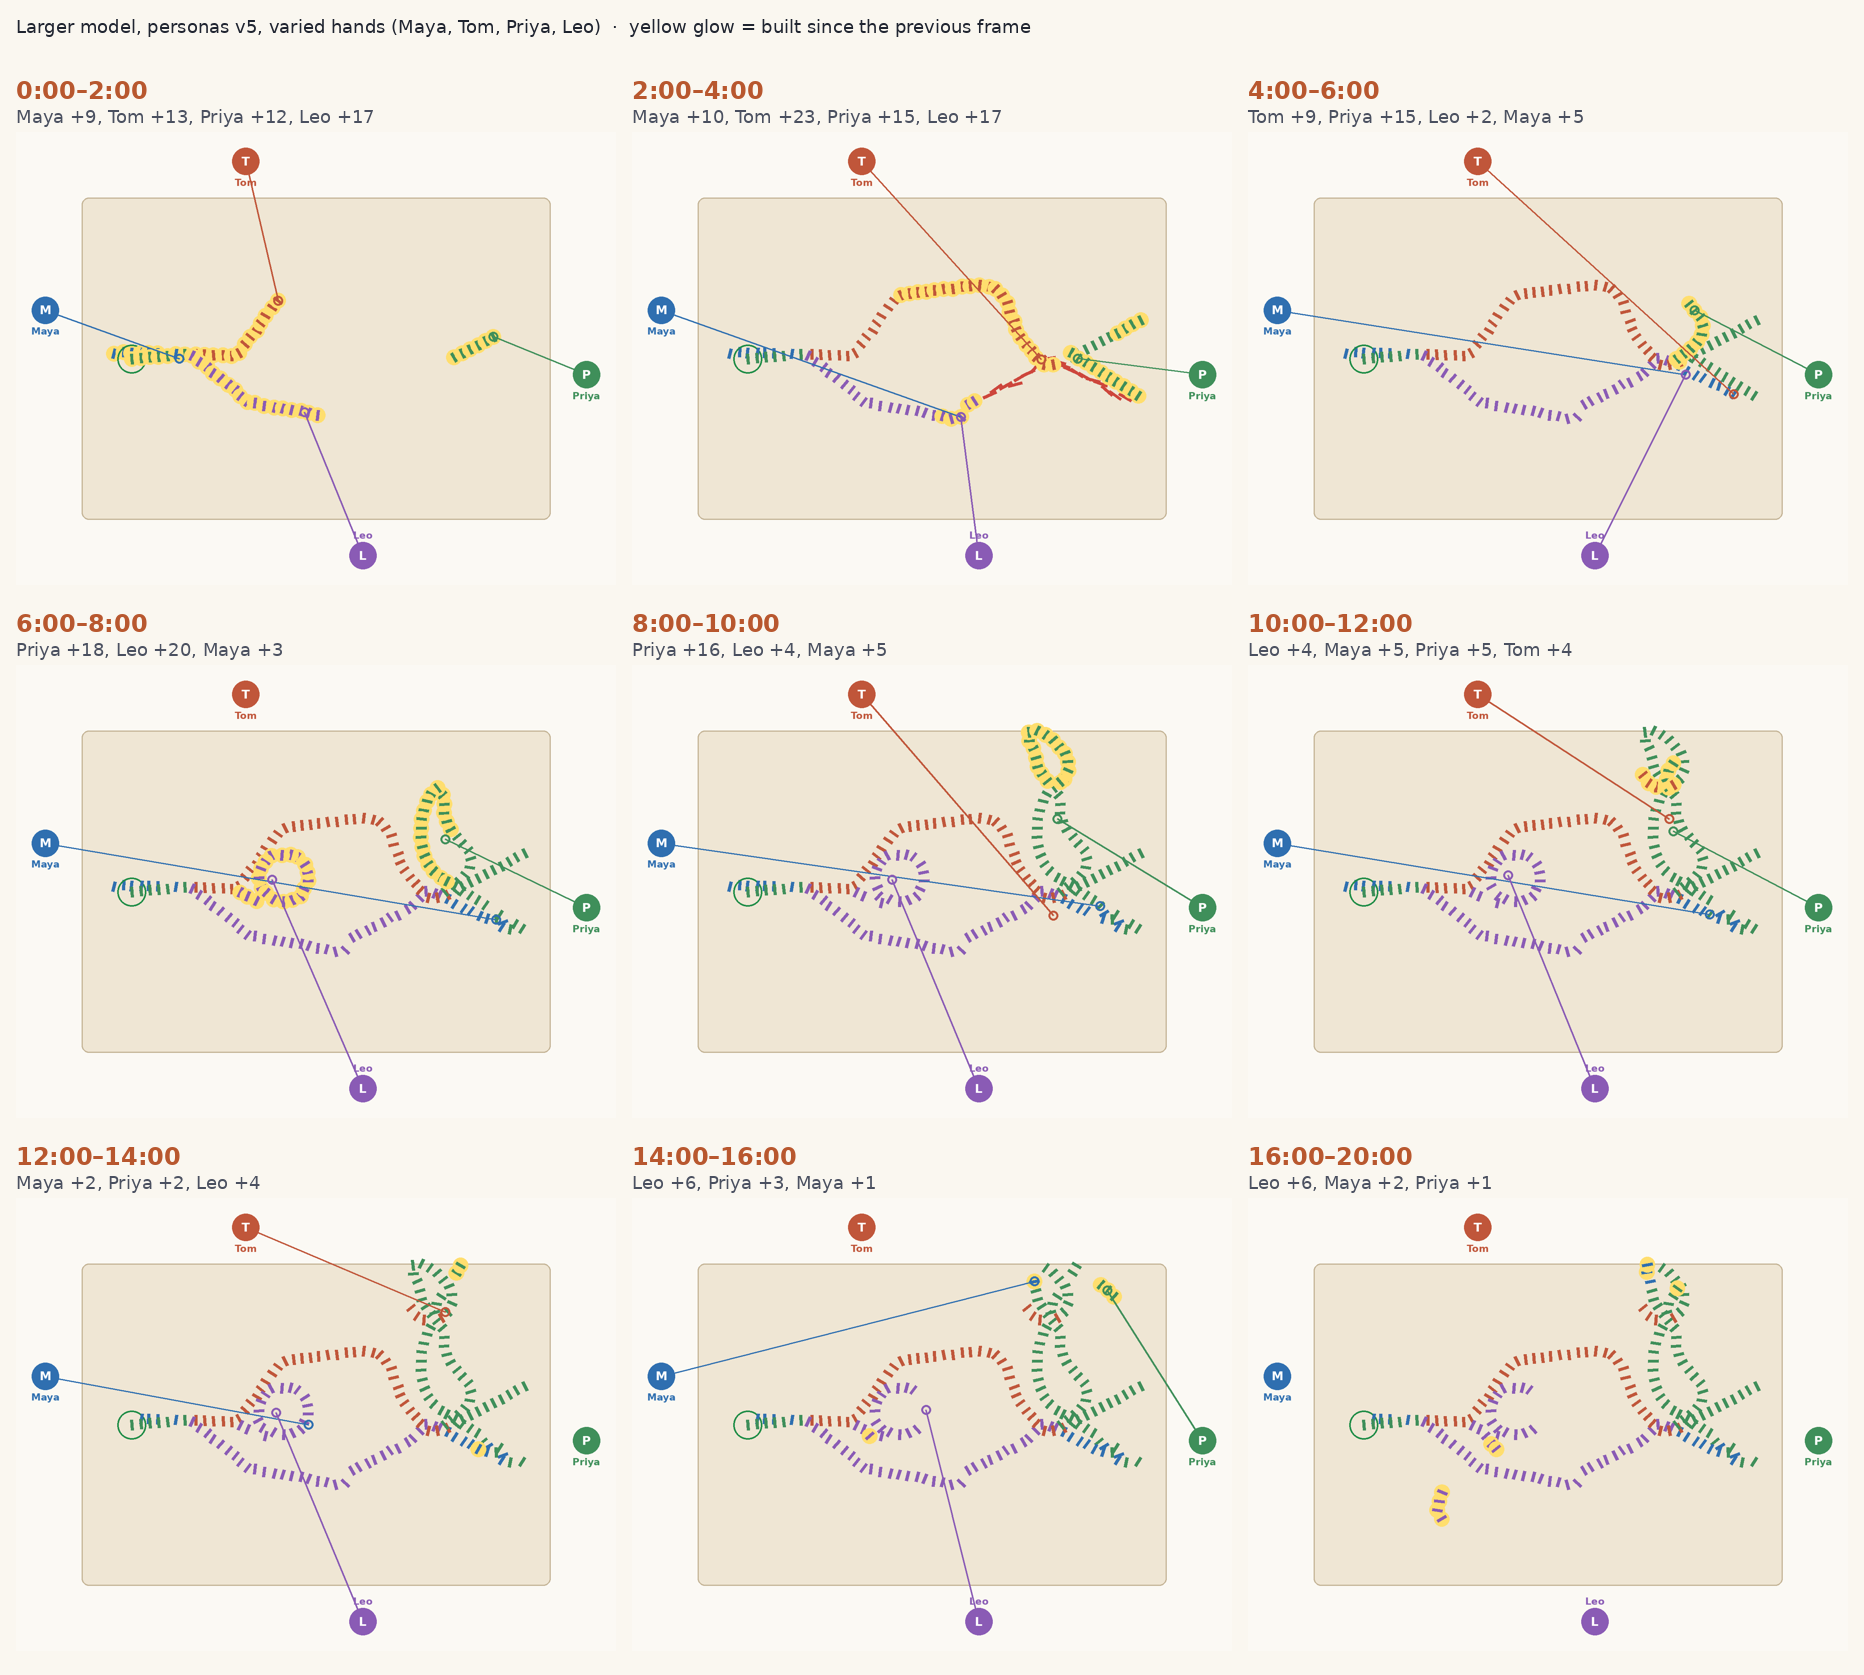 Larger model, personas v5, varied hands (Maya, Tom, Priya, Leo)  ·  yellow glow = built since the previous frame
0:00–2:00
Maya +9, Tom +13, Priya +12, Leo +17
T
Tom
M
Maya
P
Priya
Leo
L
2:00–4:00
Maya +10, Tom +23, Priya +15, Leo +17
T
Tom
M
Maya
P
Priya
Leo
L
4:00–6:00
Tom +9, Priya +15, Leo +2, Maya +5
T
Tom
M
Maya
P
Priya
Leo
L
6:00–8:00
Priya +18, Leo +20, Maya +3
T
Tom
M
Maya
P
Priya
Leo
L
8:00–10:00
Priya +16, Leo +4, Maya +5
T
Tom
M
Maya
P
Priya
Leo
L
10:00–12:00
Leo +4, Maya +5, Priya +5, Tom +4
T
Tom
M
Maya
P
Priya
Leo
L
12:00–14:00
Maya +2, Priya +2, Leo +4
T
Tom
M
Maya
P
Priya
Leo
L
14:00–16:00
Leo +6, Priya +3, Maya +1
T
Tom
M
Maya
P
Priya
Leo
L
16:00–20:00
Leo +6, Maya +2, Priya +1
T
Tom
M
Maya
P
Priya
Leo
L